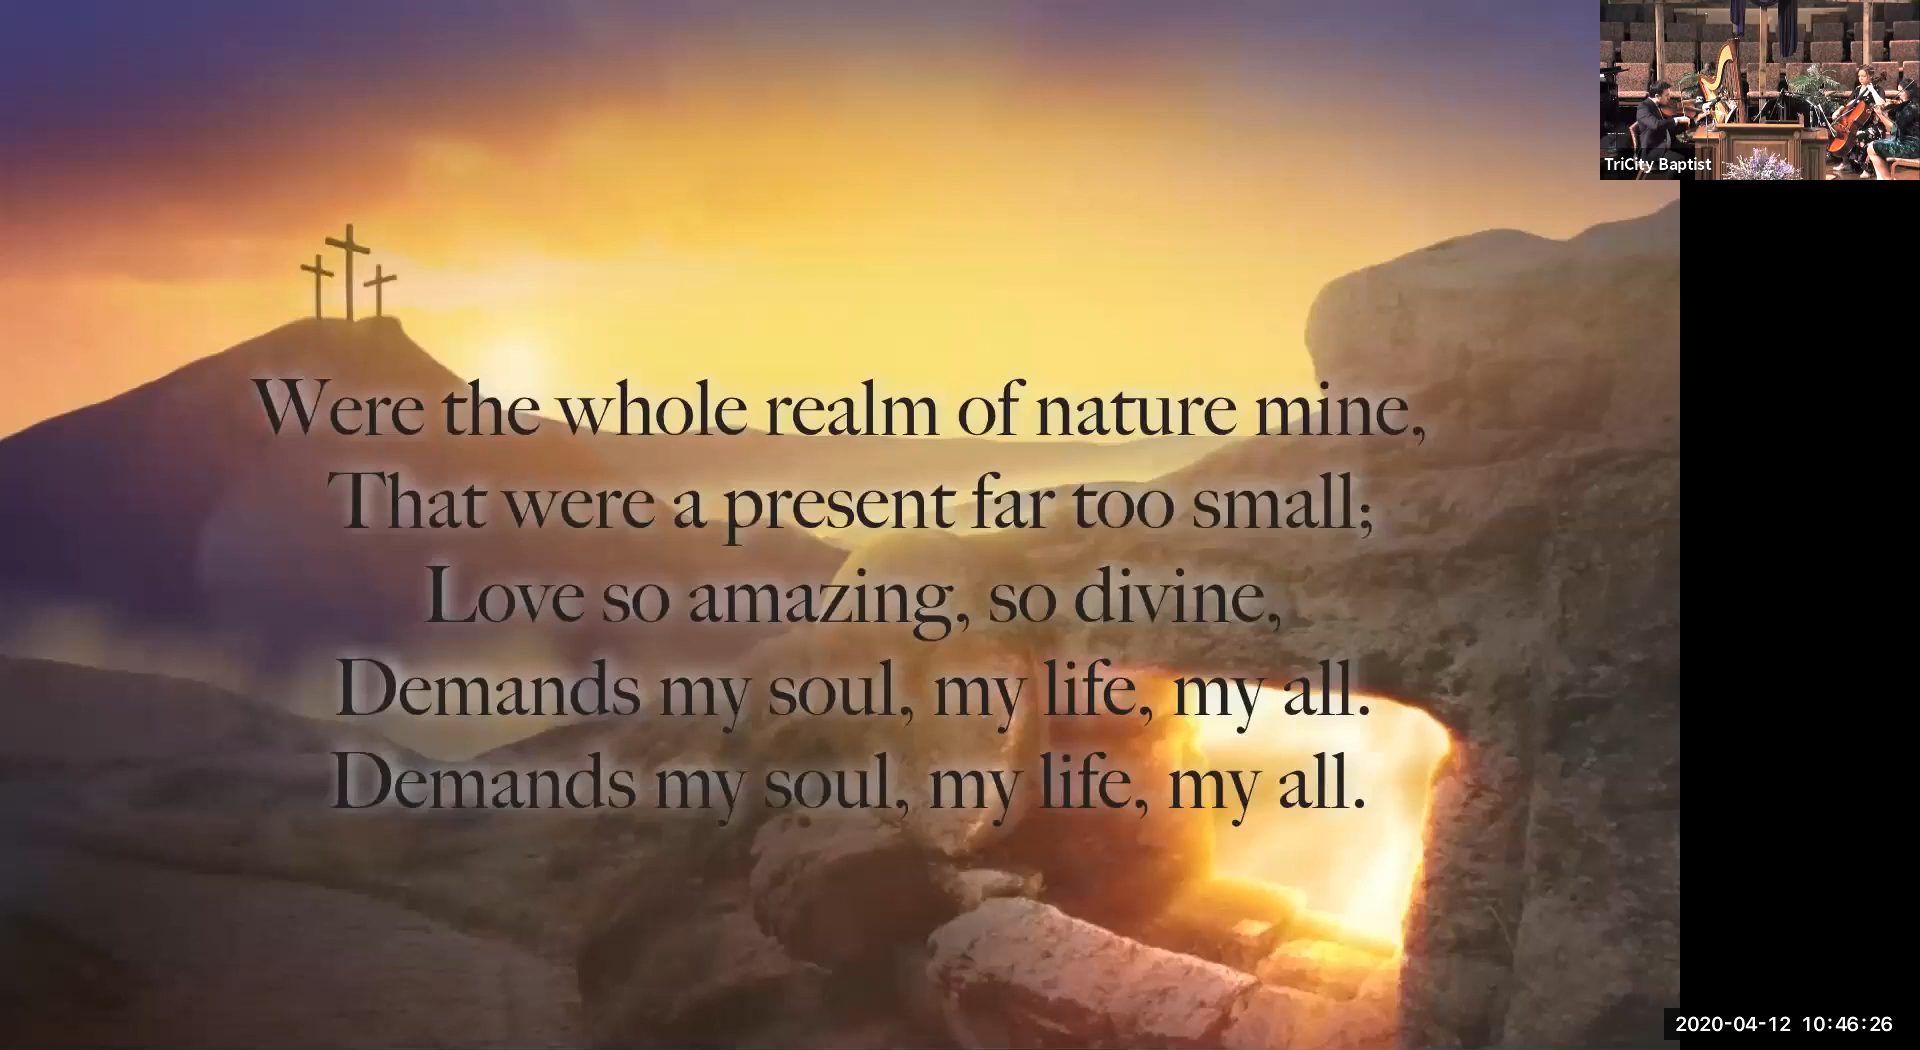 TriCity Baptist
Were the whole realm of nature mine,
That were a present far too small;
Love so amazing, so divine,
Demands my soul, my life, my all.
Demands my soul, my life, my all.
2020-04-12 10:46:26